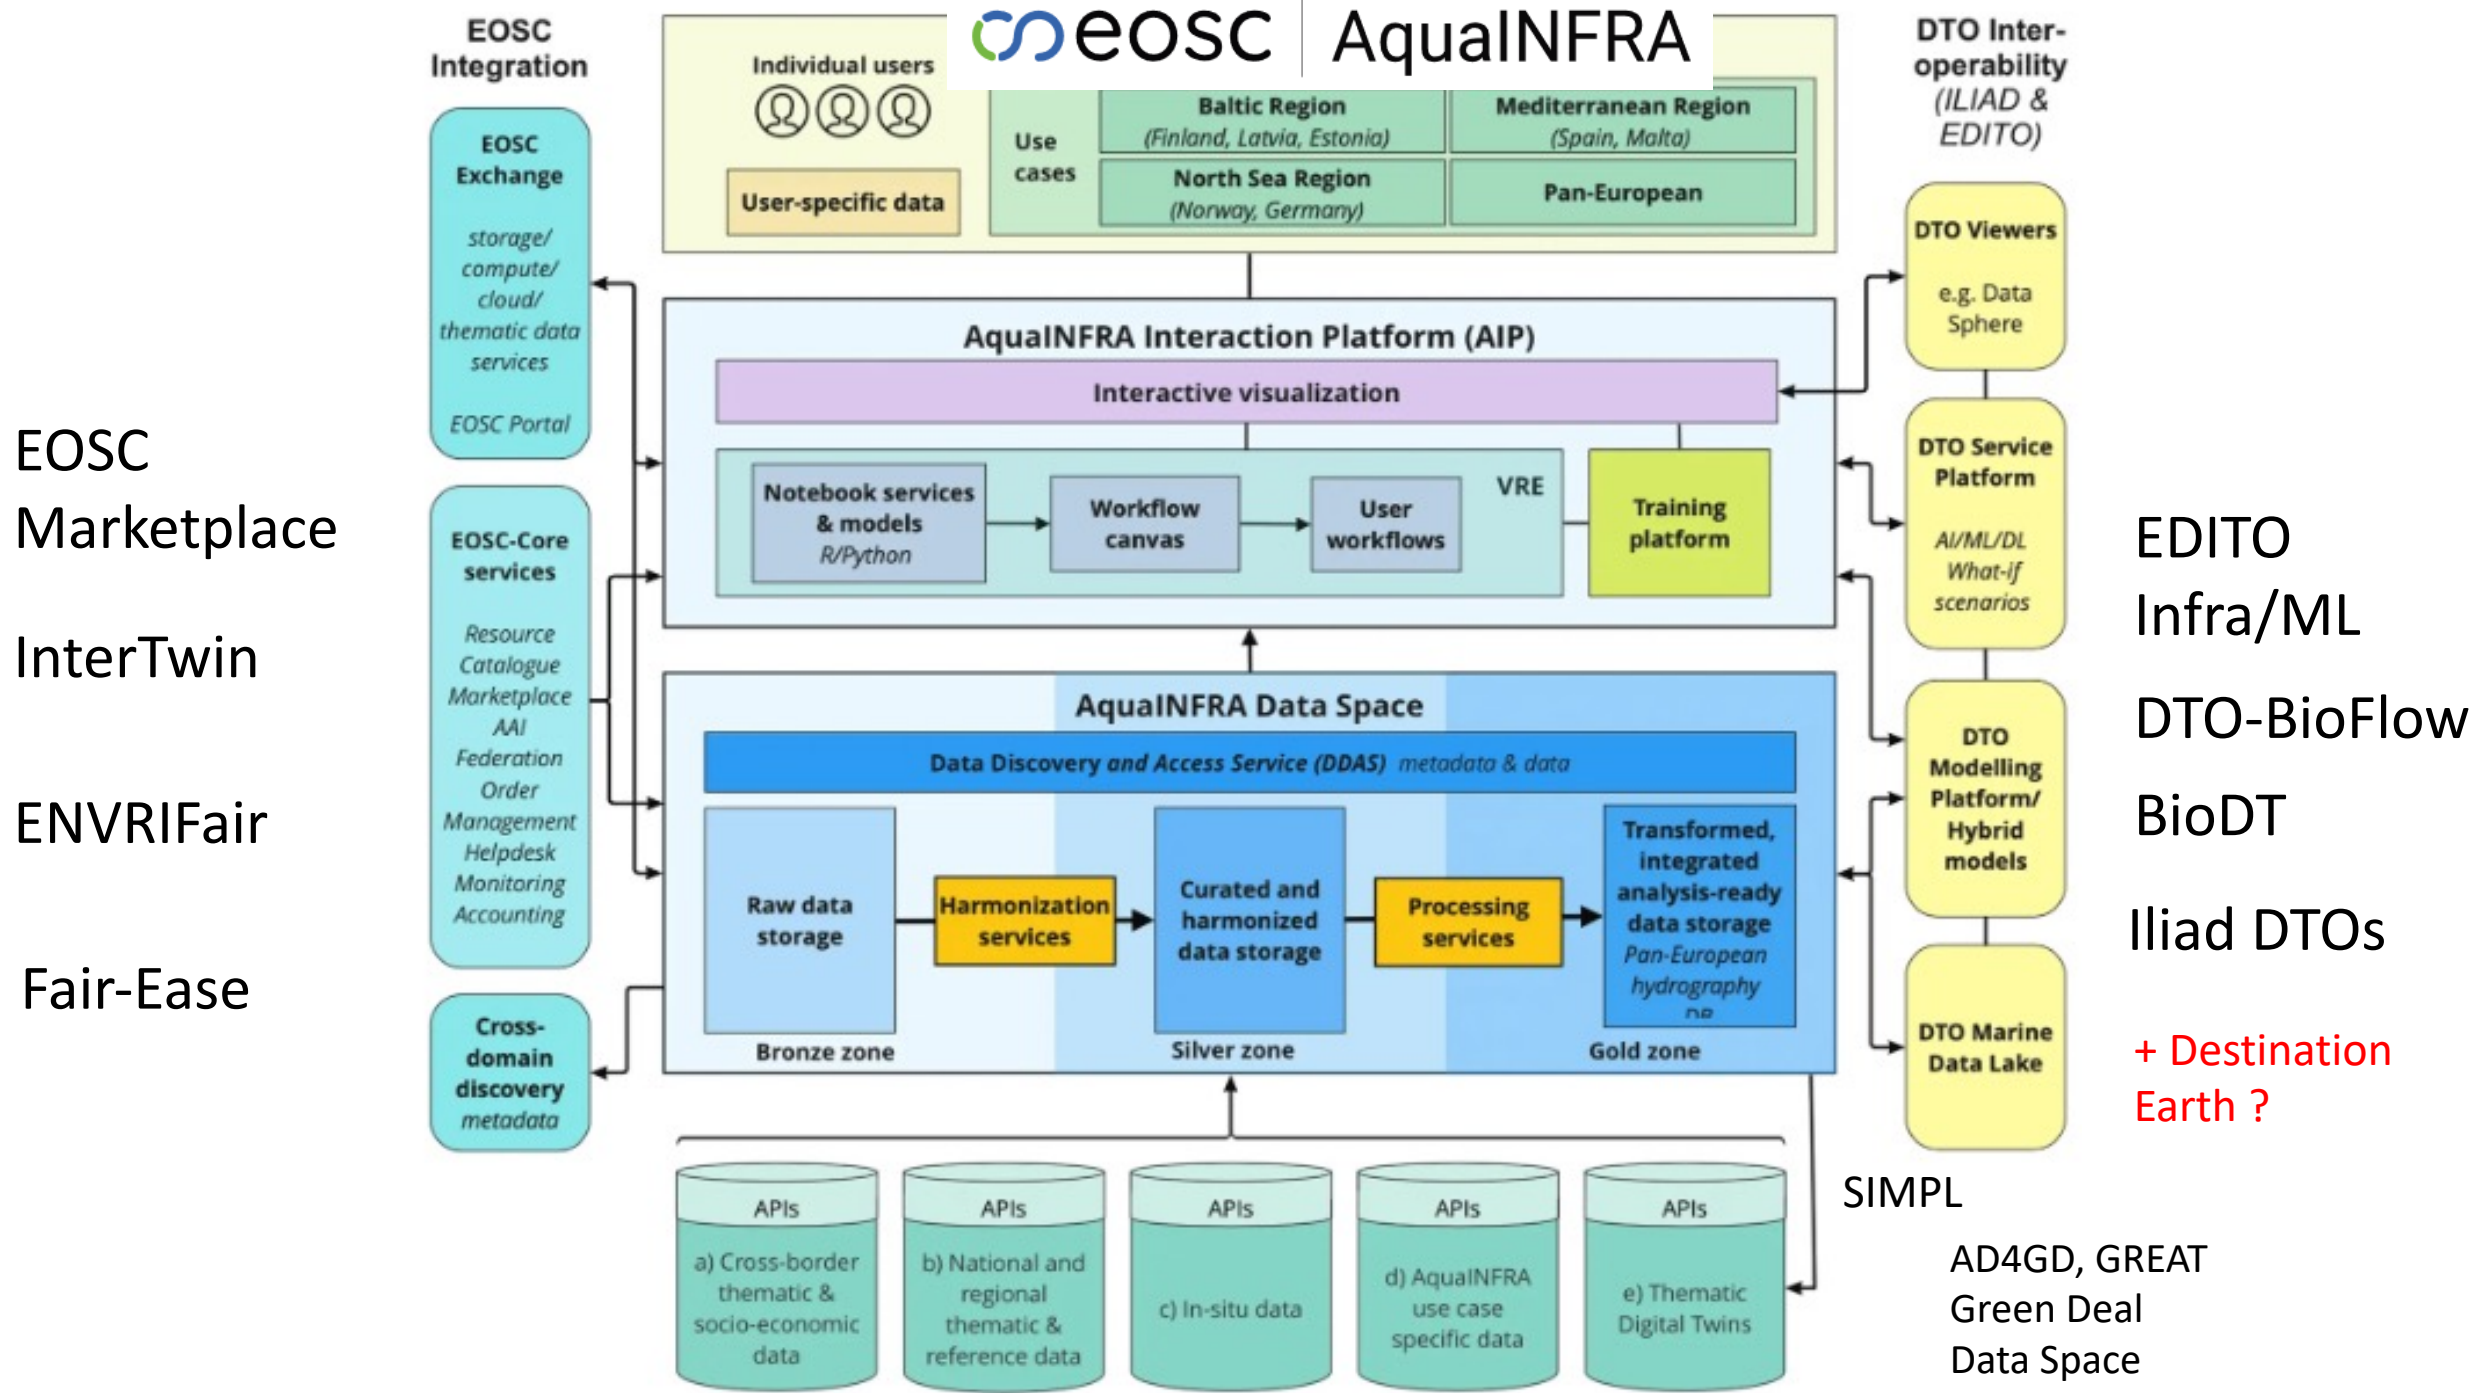 eosc | AquaINFRA
EOSC
Integration
EOSC
Exchange
storage/
compute/
cloud/
thematic data
services
EOSC Portal
EOSC-Core
services
Resource
Catalogue
Marketplace
AAI
Federation
Order
Management
Helpdesk
Monitoring
Accounting
Cross-
domain
discovery
metadata
EOSC
Marketplace
InterTwin
ENVRIFair
Fair-Ease
Individual users
User-specific data
Use
cases
Baltic Region
(Finland, Latvia, Estonia)
Mediterranean Region
(Spain, Malta)
North Sea Region
(Norway, Germany)
Pan-European
AquaINFRA Interaction Platform (AIP)
Interactive visualization
Notebook services
& models
R/Python
Workflow
canvas
User
workflows
VRE
Training
platform
AquaINFRA Data Space
Data Discovery and Access Service (DDAS) metadata & data
Raw data
storage
Harmonization
services
Curated and
harmonized
data storage
Processing
services
Transformed,
integrated
analysis-ready
data storage
Pan-European
hydrography
DB
Bronze zone
Silver zone
Gold zone
APIs
a) Cross-border
thematic &
socio-economic
data
APIs
b) National and
regional
thematic &
reference data
APIs
c) In-situ data
APIs
d) AquaINFRA
use case
specific data
APIs
e) Thematic
Digital Twins
DTO Inter-
operability
(ILIAD &
EDITO)
DTO Viewers
e.g. Data
Sphere
DTO Service
Platform
AI/ML/DL
What-if
scenarios
DTO
Modelling
Platform/
Hybrid
models
DTO Marine
Data Lake
EDITO
Infra/ML
DTO-BioFlow
BioDT
Iliad DTOs
+ Destination
Earth ?
SIMPL
AD4GD, GREAT
Green Deal
Data Space